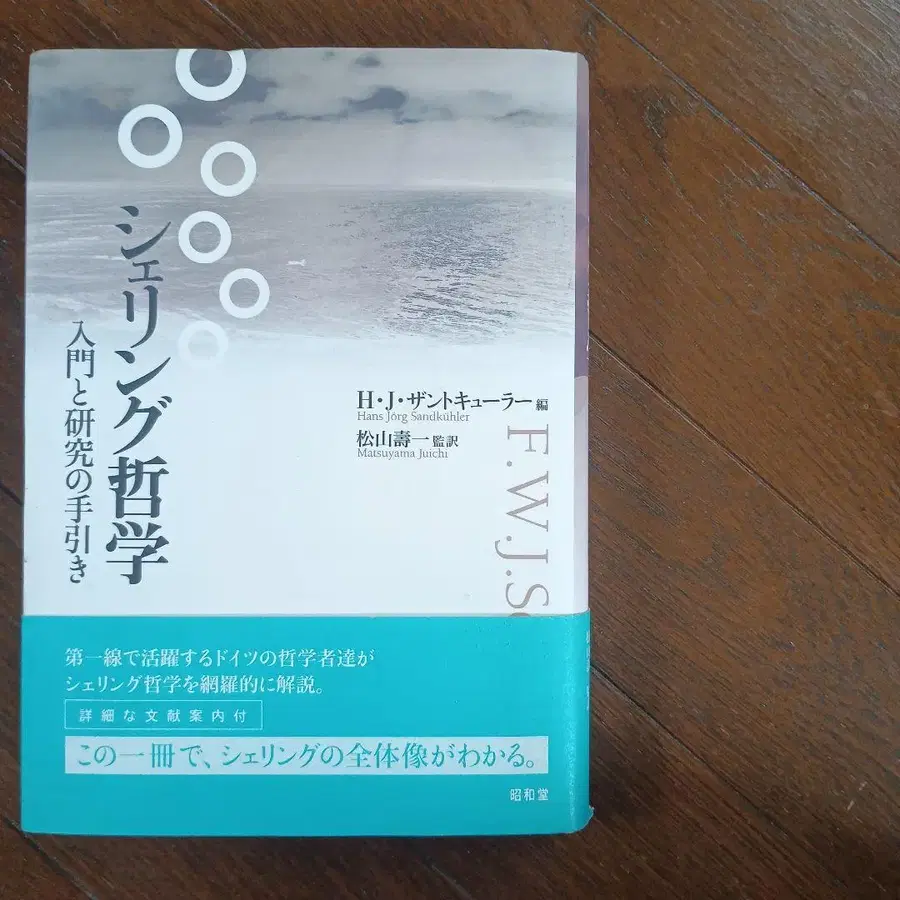 シェリング哲学
入門と研究の手引き
H・J・ザントキューラー 編
Hans Jörg Sandkühler
松山壽一 監訳
Matsuyama Juichi
F.W.J.S
第一線で活躍するドイツの哲学者達が
シェリング哲学を網羅的に解説。
詳細な文献案内付
この一冊で、シェリングの全体像がわかる。
昭和堂